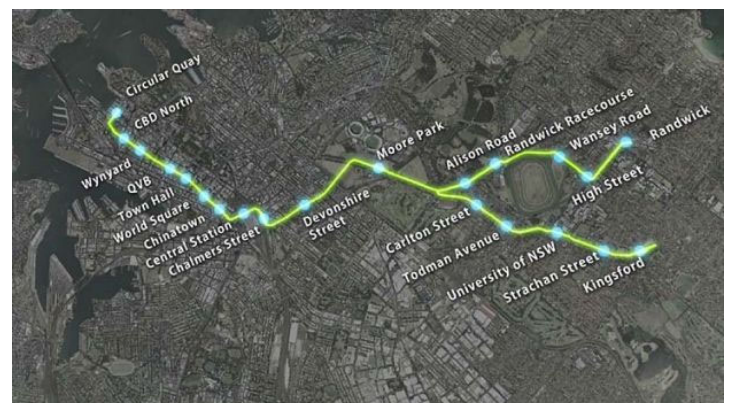 Circular Quay
CBD North
Wynyard
QVB
Town Hall
World Square
Chinatown
Central Station
Chalmers Street
Devonshire
Street
Moore Park
Alison Road
Randwick Racecourse
Wansey Road
High Street
Randwick
Carlton Street
Todman Avenue
University of NSW
Strachan Street
Kingsford